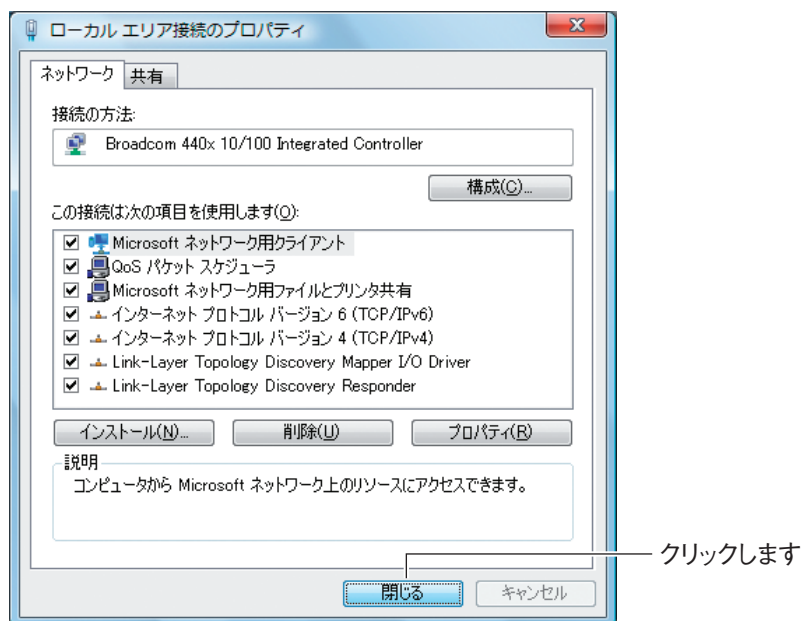 ローカル エリア接続のプロパティ
ネットワーク 共有
接続の方法:
Broadcom 440x 10/100 Integrated Controller
構成(C)...
この接続は次の項目を使用します(O):
Microsoft ネットワーク用クライアント
QoS パケット スケジューラ
Microsoft ネットワーク用ファイルとプリンタ共有
インターネット プロトコル バージョン 6 (TCP/IPv6)
インターネット プロトコル バージョン 4 (TCP/IPv4)
Link-Layer Topology Discovery Mapper I/O Driver
Link-Layer Topology Discovery Responder
インストール(N)... 削除(U) プロパティ(R)
説明
コンピュータから Microsoft ネットワーク上のリソースにアクセスできます。
クリックします
閉じる キャンセル